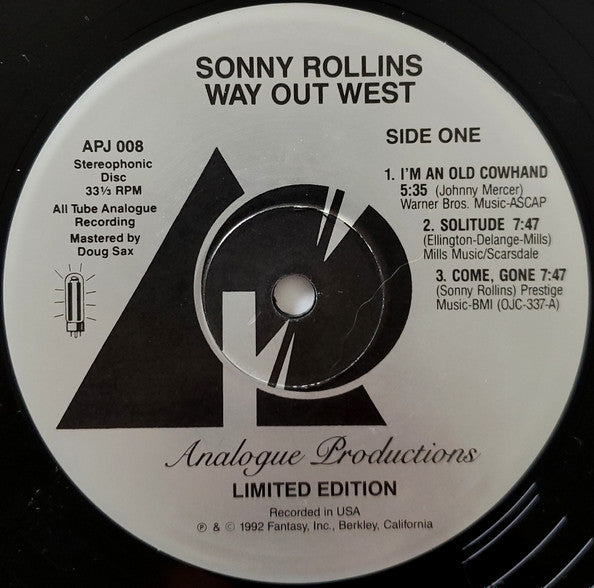 SONNY ROLLINS
WAY OUT WEST
APJ 008
Stereophonic
Disc
33⅓ RPM
All Tube Analogue
Recording
Mastered by
Doug Sax
SIDE ONE
1. I'M AN OLD COWHAND
5:35 (Johnny Mercer)
Warner Bros. Music-ASCAP
2. SOLITUDE 7:47
(Ellington-Delange-Mills)
Mills Music/Scarsdale
3. COME, GONE 7:47
(Sonny Rollins) Prestige
Music-BMI (OJC-337-A)
Analogue Productions
LIMITED EDITION
Recorded in USA
℗ & © 1992 Fantasy, Inc., Berkley, California